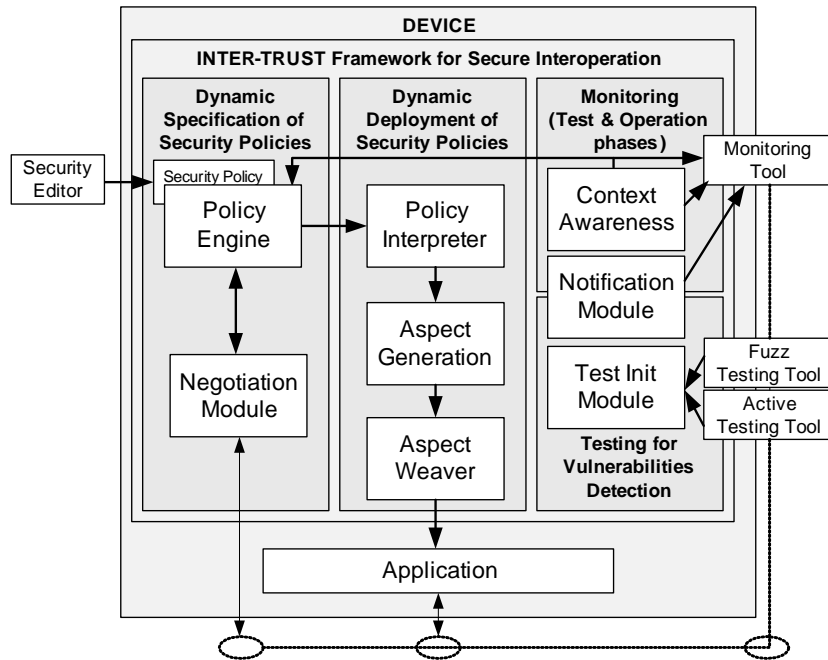 DEVICE
INTER-TRUST Framework for Secure Interoperation
Dynamic
Specification of
Security Policies
Dynamic
Deployment of
Security Policies
Monitoring
(Test & Operation
phases)
Security
Editor
Security Policy
Policy
Engine
Negotiation
Module
Policy
Interpreter
Aspect
Generation
Aspect
Weaver
Context
Awareness
Notification
Module
Test Init
Module
Testing for
Vulnerabilities
Detection
Monitoring
Tool
Fuzz
Testing Tool
Active
Testing Tool
Application